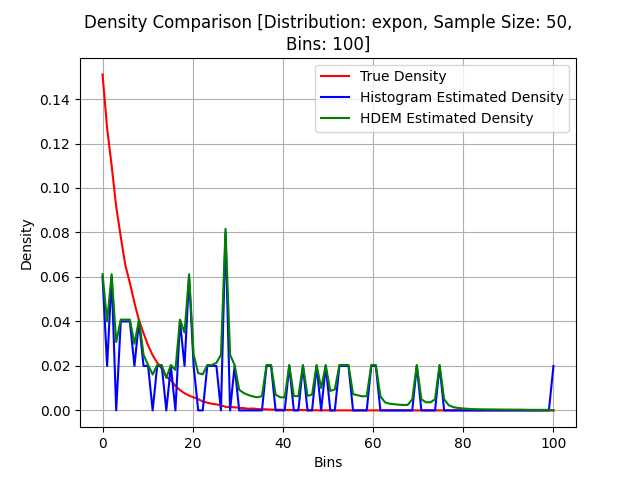 Density Comparison [Distribution: expon, Sample Size: 50,
Bins: 100]
True Density
Histogram Estimated Density
HDEM Estimated Density
Density
0.14
0.12
0.10
0.08
0.06
0.04
0.02
0.00
0 20 40 60 80 100
Bins